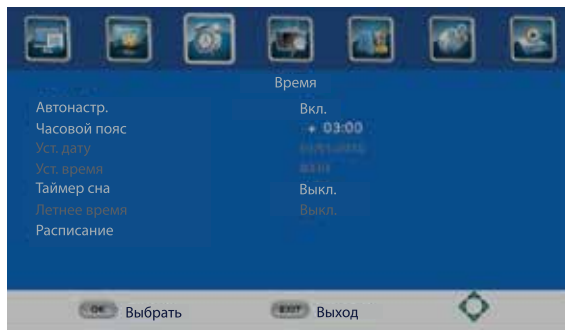 Время
Автонастр. Вкл.
Часовой пояс + 03:00
Уст. дату
Уст. время
Таймер сна Выкл.
Летнее время Выкл.
Расписание
OK Выбрать EXIT Выход